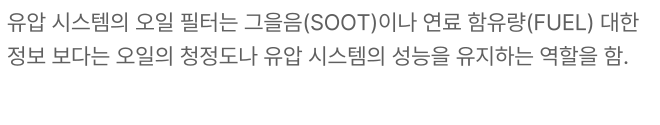 유압 시스템의 오일 필터는 그을음(SOOT)이나 연료 함유량(FUEL) 대한
정보 보다는 오일의 청정도나 유압 시스템의 성능을 유지하는 역할을 함.